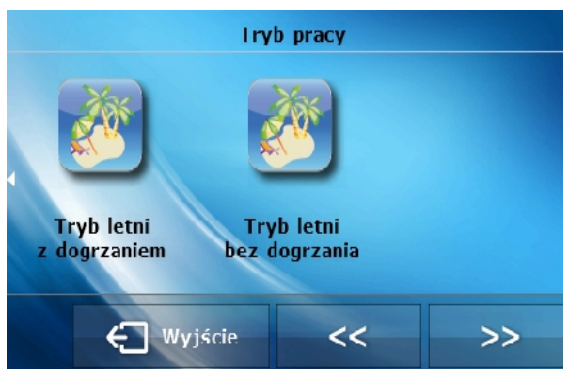 Tryb pracy
Tryb letni
z dogrzaniem
Tryb letni
bez dogrzania
Wyjście
<<
>>